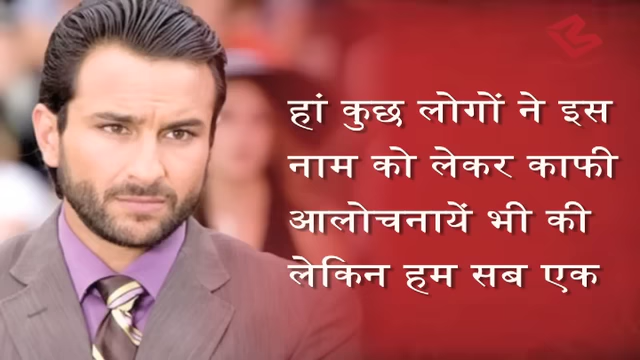 हां कुछ लोगों ने इस
नाम को लेकर काफी
आलोचनायें भी की
लेकिन हम सब एक